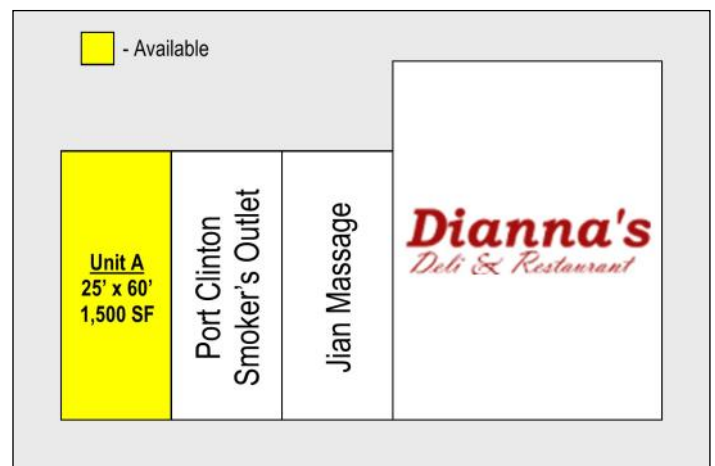 - Available
Unit A
25' x 60'
1,500 SF
Port Clinton
Smoker's Outlet
Jian Massage
Dianna's
Deli & Restaurant